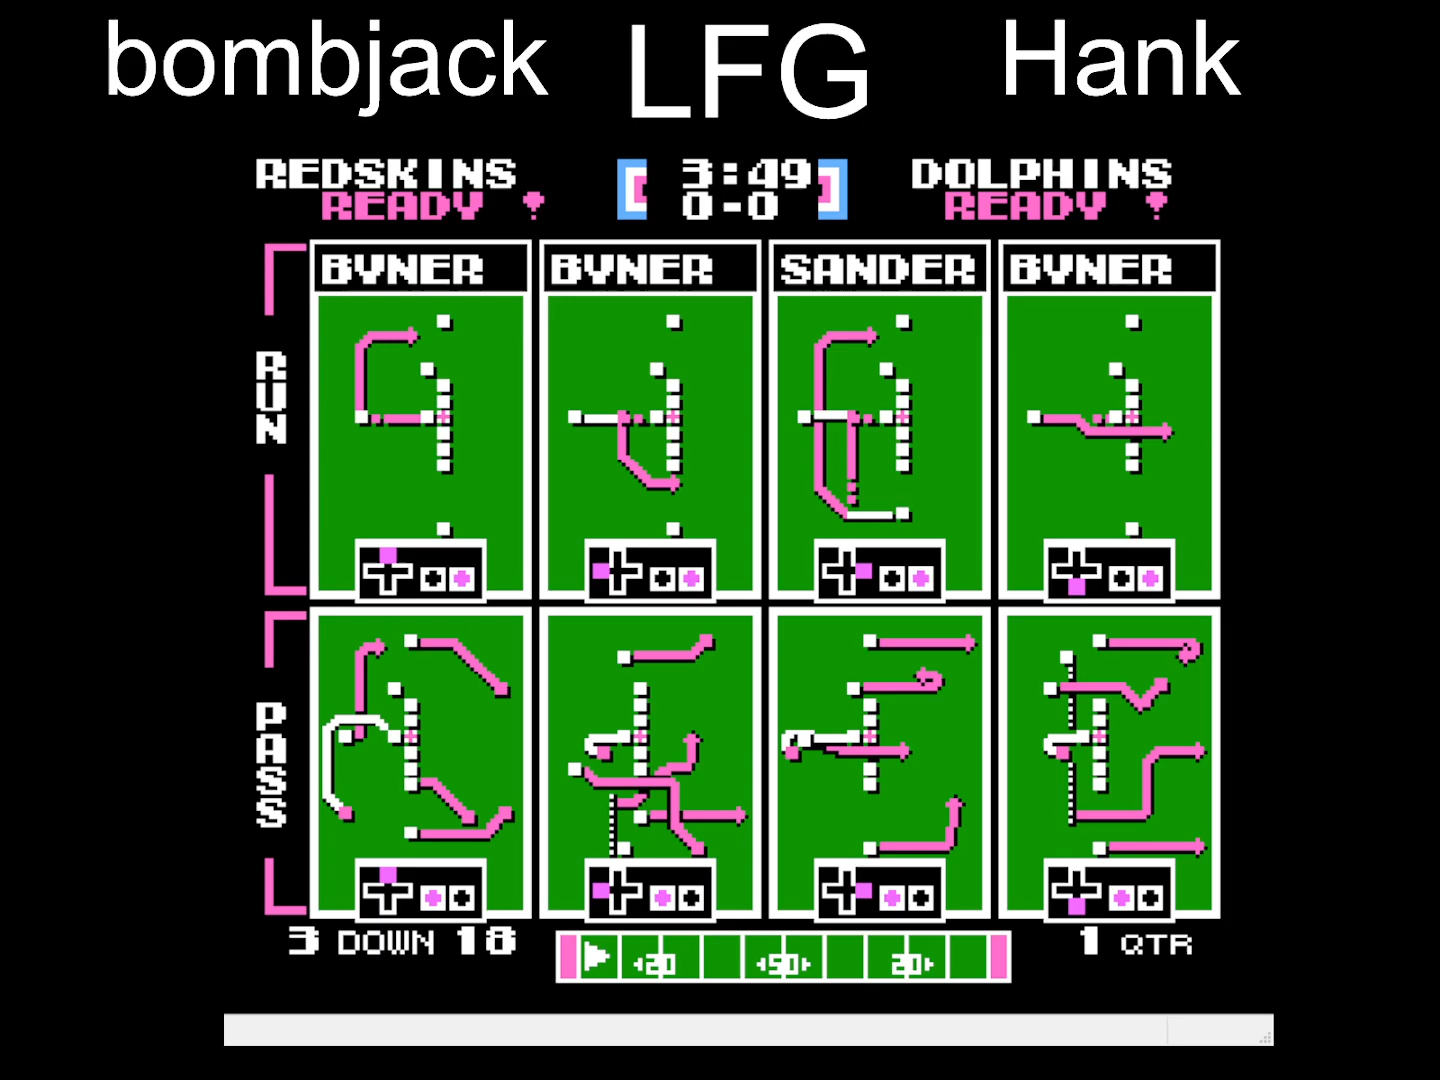 bombjack LFG Hank
REDSKINS 3:49 DOLPHINS
READY 0-0 READY
BYNER BYNER SANDER BYNER
RUN
PASS
3 DOWN 18 1 QTR
20 50 20